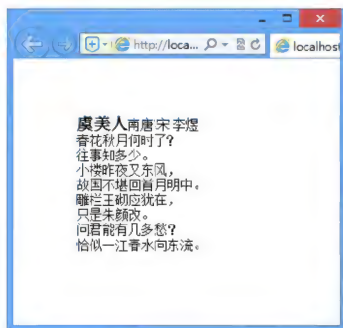 http://loca...
localhost
虞美人南唐宋 李煜
春花秋月何时了?
往事知多少。
小楼昨夜又东风,
故国不堪回首月明中。
雕栏玉砌应犹在,
只是朱颜改。
问君能有几多愁?
恰似一江春水向东流。